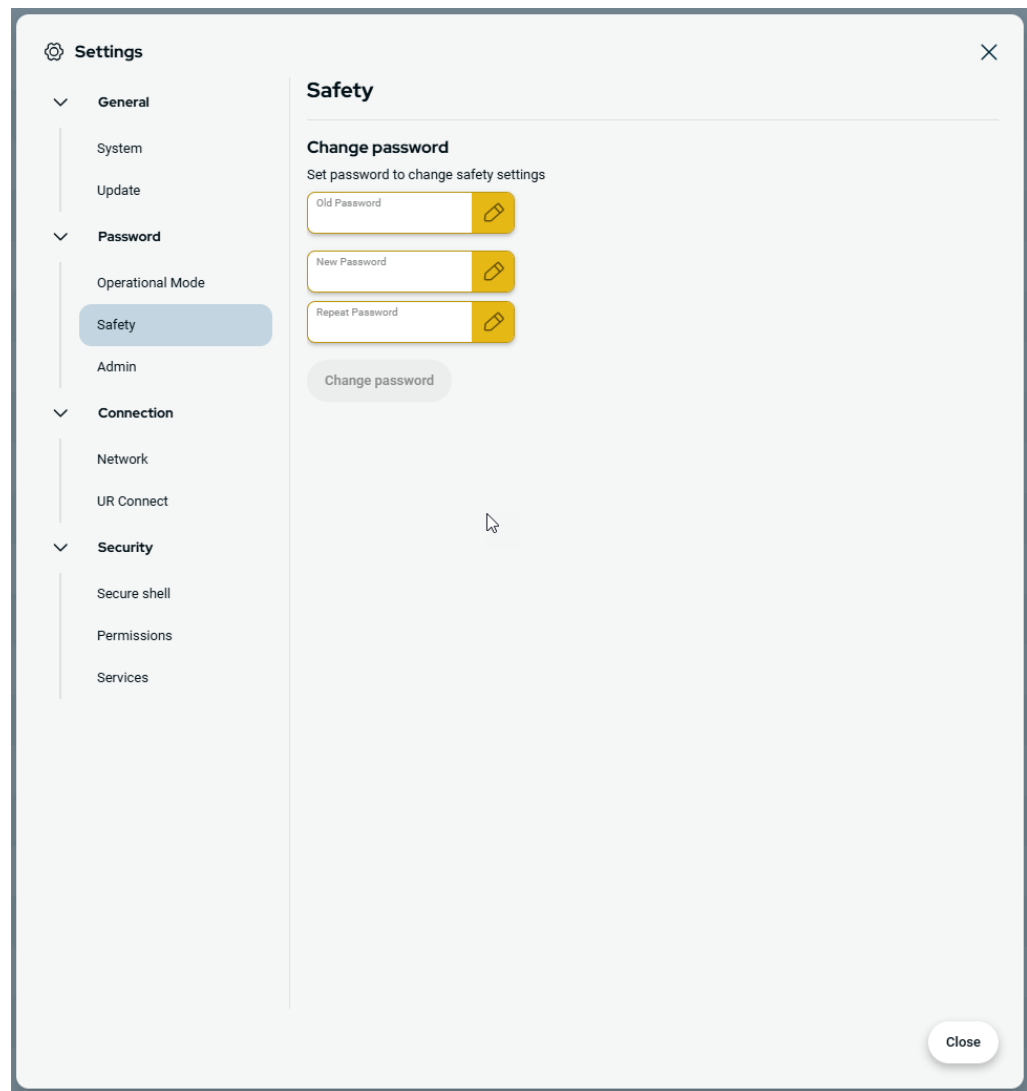 Settings
General
System
Update
Password
Operational Mode
Safety
Admin
Connection
Network
UR Connect
Security
Secure shell
Permissions
Services
Safety
Change password
Set password to change safety settings
Old Password
New Password
Repeat Password
Change password
Close